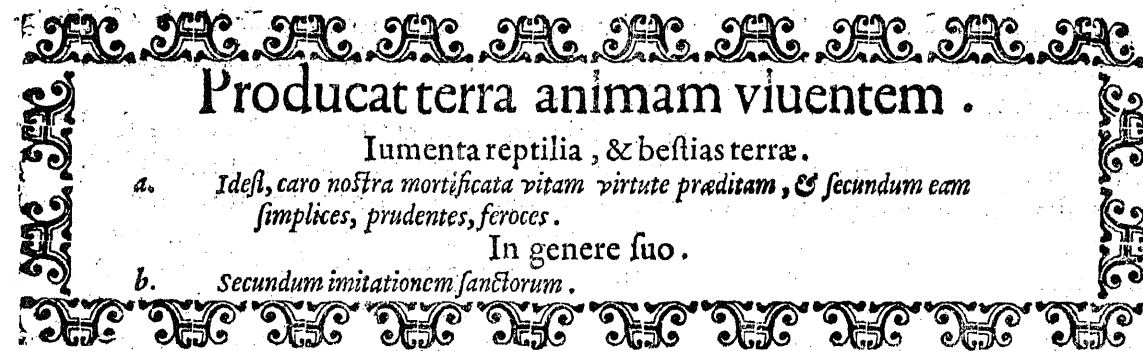 Producat terra animam viuentem.
Iumenta reptilia, & beſtias terræ.
a. Ideſt, caro noſtra mortificata vitam virtute præditam, & ſecundum eam
ſimplices, prudentes, feroces.
In genere ſuo.
b. Secundum imitationem ſanctorum.